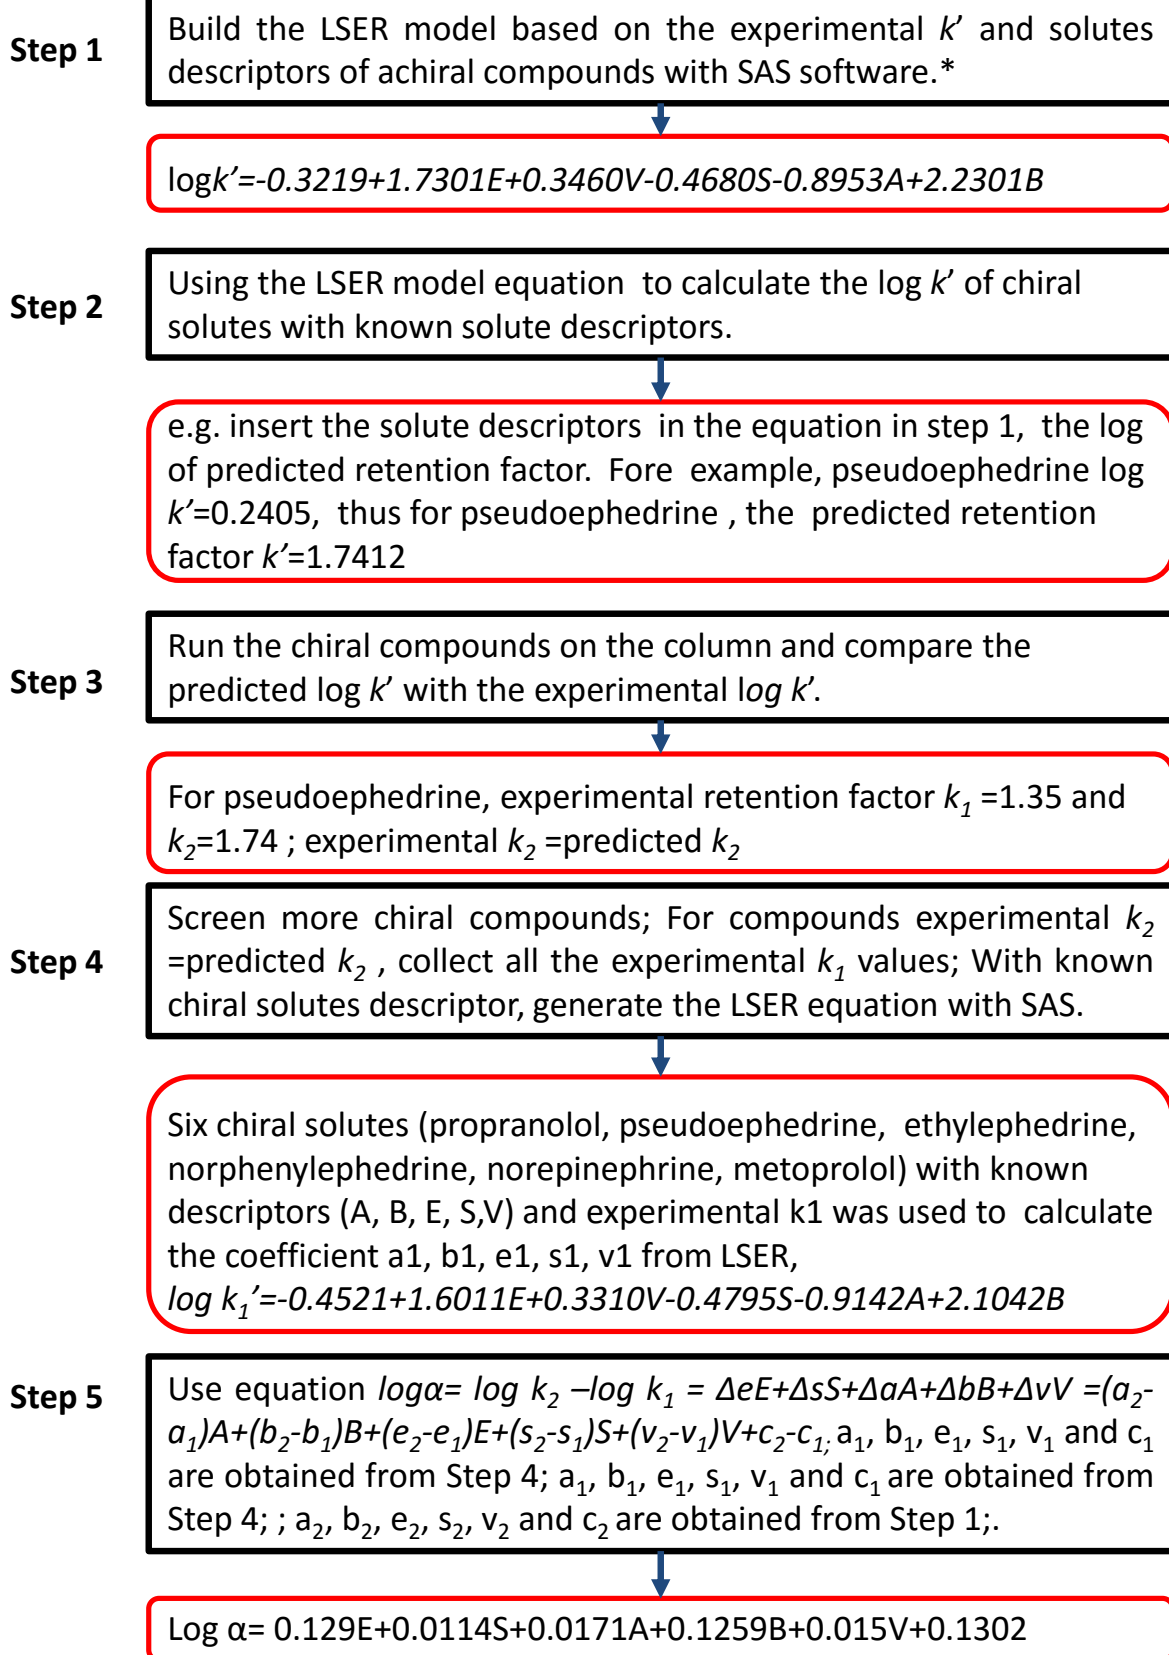 Step 1
Build the LSER model based on the experimental k’ and solutes
descriptors of achiral compounds with SAS software.*
logk’=-0.3219+1.7301E+0.3460V-0.4680S-0.8953A+2.2301B
Step 2
Using the LSER model equation to calculate the log k’ of chiral
solutes with known solute descriptors.
e.g. insert the solute descriptors in the equation in step 1, the log
of predicted retention factor. Fore example, pseudoephedrine log
k’=0.2405, thus for pseudoephedrine , the predicted retention
factor k’=1.7412
Step 3
Run the chiral compounds on the column and compare the
predicted log k’ with the experimental log k’.
For pseudoephedrine, experimental retention factor k₁ =1.35 and
k₂=1.74 ; experimental k₂ =predicted k₂
Step 4
Screen more chiral compounds; For compounds experimental k₂
=predicted k₂ , collect all the experimental k₁ values; With known
chiral solutes descriptor, generate the LSER equation with SAS.
Six chiral solutes (propranolol, pseudoephedrine, ethylephedrine,
norphenylephedrine, norepinephrine, metoprolol) with known
descriptors (A, B, E, S,V) and experimental k1 was used to calculate
the coefficient a1, b1, e1, s1, v1 from LSER,
log k₁’=-0.4521+1.6011E+0.3310V-0.4795S-0.9142A+2.1042B
Step 5
Use equation logα= log k₂ –log k₁ = ΔeE+ΔsS+ΔaA+ΔbB+ΔvV =(a₂-
a₁)A+(b₂-b₁)B+(e₂-e₁)E+(s₂-s₁)S+(v₂-v₁)V+c₂-c₁; a₁, b₁, e₁, s₁, v₁ and c₁
are obtained from Step 4; a₁, b₁, e₁, s₁, v₁ and c₁ are obtained from
Step 4; ; a₂, b₂, e₂, s₂, v₂ and c₂ are obtained from Step 1;.
Log α= 0.129E+0.0114S+0.0171A+0.1259B+0.015V+0.1302